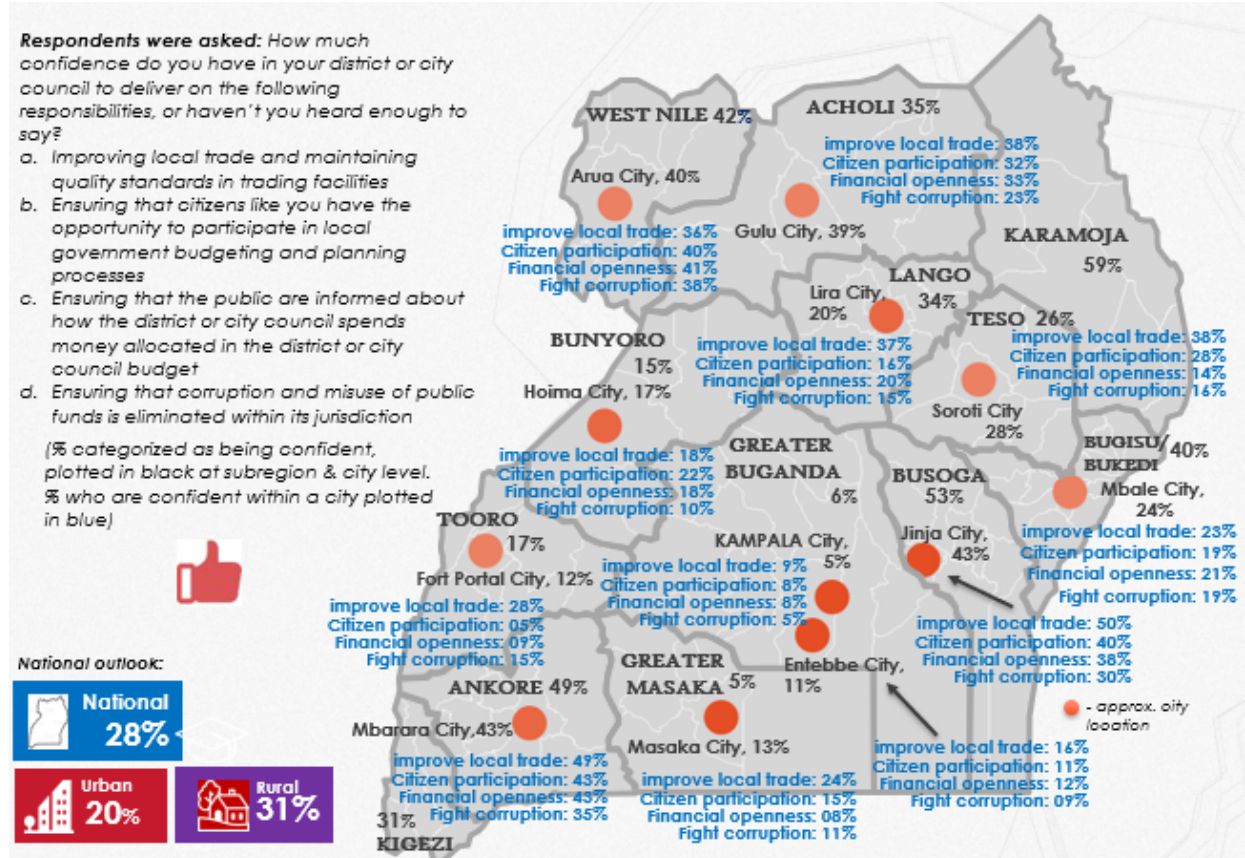 Respondents were asked: How much
confidence do you have in your district or city
council to deliver on the following
responsibilities, or haven't you heard enough to
say?
a. Improving local trade and maintaining
quality standards in trading facilities
b. Ensuring that citizens like you have the
opportunity to participate in local
government budgeting and planning
processes
c. Ensuring that the public are informed about
how the district or city council spends
money allocated in the district or city
council budget
d. Ensuring that corruption and misuse of public
funds is eliminated within its jurisdiction
(% categorized as being confident,
plotted in black at subregion & city level.
% who are confident within a city plotted
in blue)
National outlook:
National
28%
Urban
20%
Rural
31%
WEST NILE 42%
Arua City, 40%
improve local trade: 36%
Citizen participation: 40%
Financial openness: 41%
Fight corruption: 38%
ACHOLI 35%
improve local trade: 38%
Citizen participation: 32%
Financial openness: 33%
Fight corruption: 23%
Gulu City, 39%
KARAMOJA
59%
LANGO
34%
Lira City,
20%
improve local trade: 37%
Citizen participation: 16%
Financial openness: 20%
Fight corruption: 15%
TESO 26%
improve local trade: 38%
Citizen participation: 28%
Financial openness: 14%
Fight corruption: 16%
Soroti City
28%
BUNYORO
15%
Hoima City, 17%
improve local trade: 18%
Citizen participation: 22%
Financial openness: 18%
Fight corruption: 10%
GREATER
BUGANDA
6%
KAMPALA City,
5%
improve local trade: 9%
Citizen participation: 8%
Financial openness: 8%
Fight corruption: 5%
Entebbe City,
11%
improve local trade: 16%
Citizen participation: 11%
Financial openness: 12%
Fight corruption: 09%
BUSOGA
53%
Jinja City,
43%
improve local trade: 50%
Citizen participation: 40%
Financial openness: 38%
Fight corruption: 30%
BUGISU/
BUKEDI
40%
Mbale City,
24%
improve local trade: 23%
Citizen participation: 19%
Financial openness: 21%
Fight corruption: 19%
TOORO
17%
Fort Portal City, 12%
improve local trade: 28%
Citizen participation: 05%
Financial openness: 09%
Fight corruption: 15%
ANKORE 49%
Mbarara City,43%
improve local trade: 49%
Citizen participation: 43%
Financial openness: 43%
Fight corruption: 35%
GREATER
MASAKA 5%
Masaka City, 13%
improve local trade: 24%
Citizen participation: 15%
Financial openness: 08%
Fight corruption: 11%
31%
KIGEZI
- approx. city
location